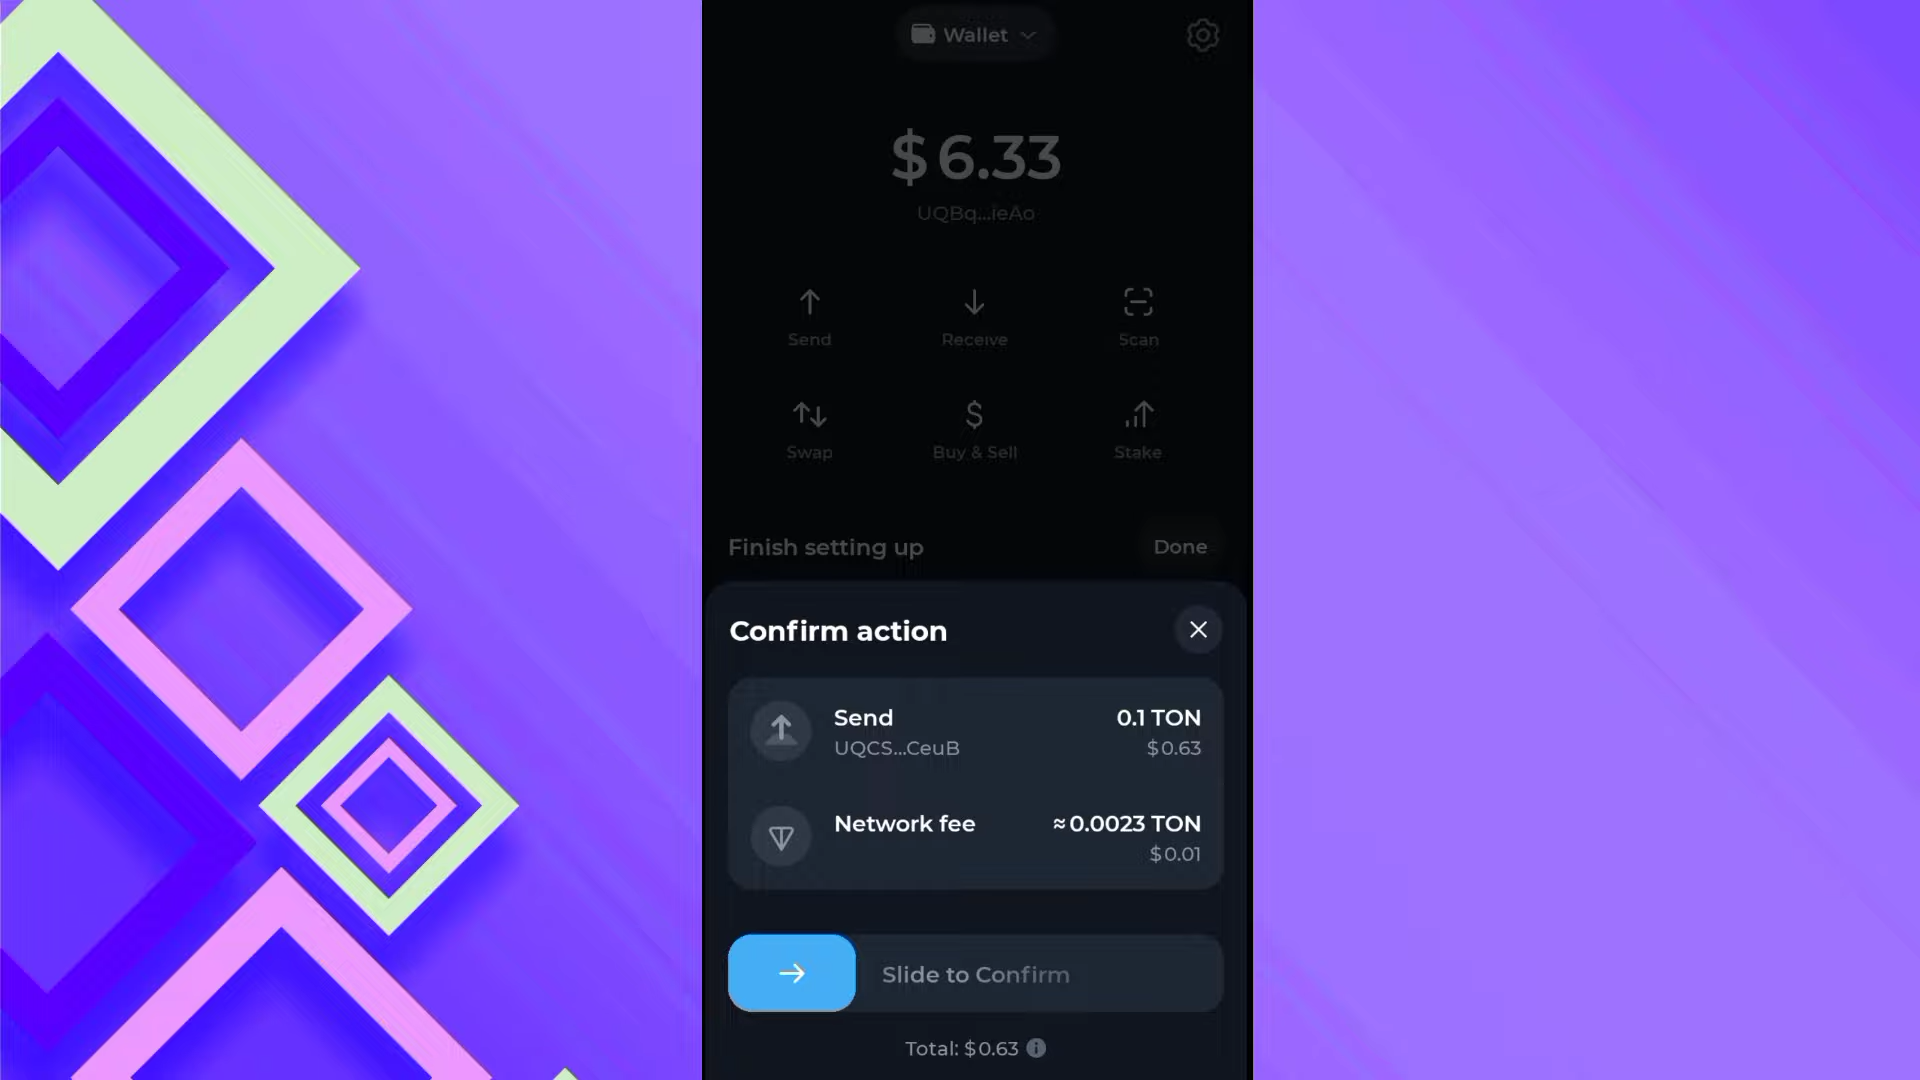 Wallet
$ 6.33
UQBq...ieAo
Send
Receive
Scan
Swap
Buy & Sell
Stake
Finish setting up
Done
Confirm action
Send
0.1 TON
UQCS...CeuB
$0.63
Network fee
≈0.0023 TON
$0.01
Slide to Confirm
Total: $0.63